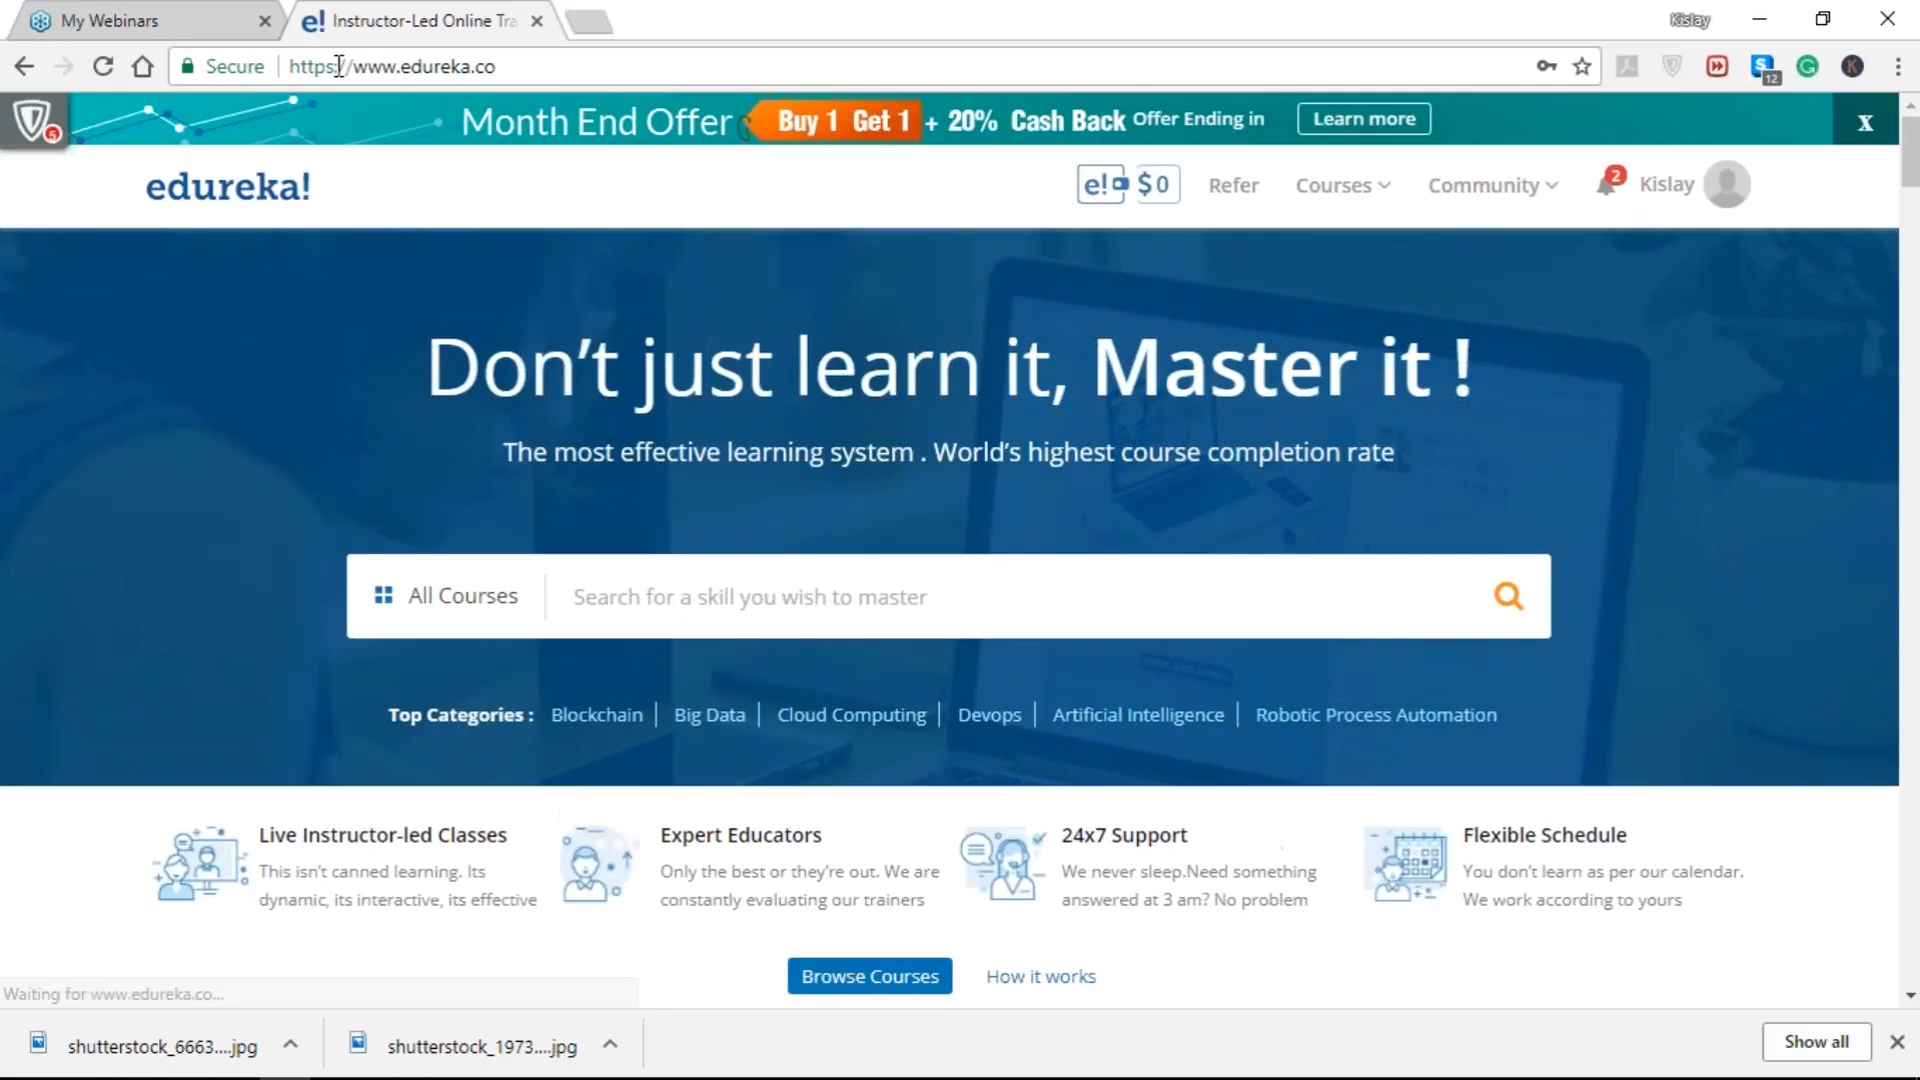 My Webinars
e! Instructor-Led Online Tra
Kislay
Secure https://www.edureka.co
12
5
Month End Offer Buy 1 Get 1 + 20% Cash Back Offer Ending in Learn more x
edureka!
e! $ 0 Refer Courses Community 2 Kislay
Don't just learn it, Master it !
The most effective learning system . World's highest course completion rate
All Courses Search for a skill you wish to master
Top Categories : Blockchain | Big Data | Cloud Computing | Devops | Artificial Intelligence | Robotic Process Automation
Live Instructor-led Classes
This isn't canned learning. Its
dynamic, its interactive, its effective
Expert Educators
Only the best or they're out. We are
constantly evaluating our trainers
24x7 Support
We never sleep.Need something
answered at 3 am? No problem
Flexible Schedule
You don't learn as per our calendar.
We work according to yours
Browse Courses How it works
Waiting for www.edureka.co...
shutterstock_6663....jpg shutterstock_1973....jpg Show all